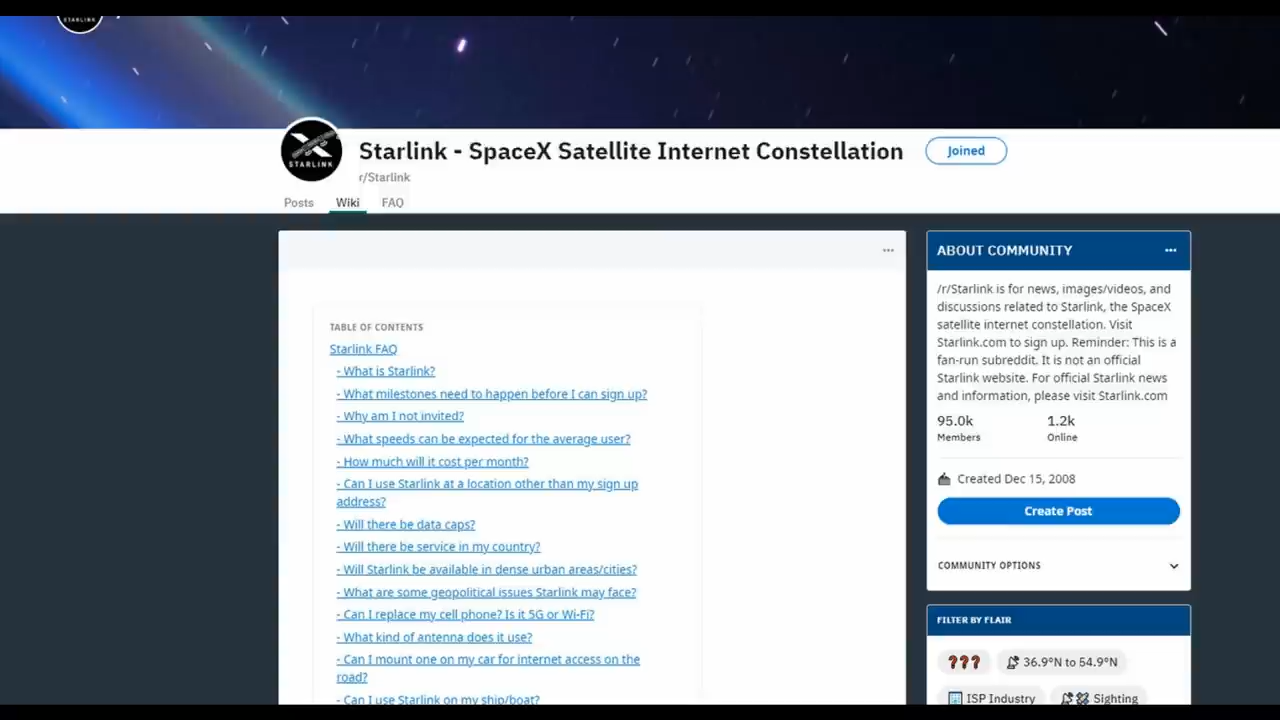 STARLINK
STARLINK
Starlink - SpaceX Satellite Internet Constellation
Joined
r/Starlink
Posts
Wiki
FAQ
TABLE OF CONTENTS
Starlink FAQ
- What is Starlink?
- What milestones need to happen before I can sign up?
- Why am I not invited?
- What speeds can be expected for the average user?
- How much will it cost per month?
- Can I use Starlink at a location other than my sign up
address?
- Will there be data caps?
- Will there be service in my country?
- Will Starlink be available in dense urban areas/cities?
- What are some geopolitical issues Starlink may face?
- Can I replace my cell phone? Is it 5G or Wi-Fi?
- What kind of antenna does it use?
- Can I mount one on my car for internet access on the
road?
- Can I use Starlink on my ship/boat?
ABOUT COMMUNITY
/r/Starlink is for news, images/videos, and
discussions related to Starlink, the SpaceX
satellite internet constellation. Visit
Starlink.com to sign up. Reminder: This is a
fan-run subreddit. It is not an official
Starlink website. For official Starlink news
and information, please visit Starlink.com
95.0k
1.2k
Members
Online
Created Dec 15, 2008
Create Post
COMMUNITY OPTIONS
FILTER BY FLAIR
❓❓❓
36.9°N to 54.9°N
ISP Industry
Sighting